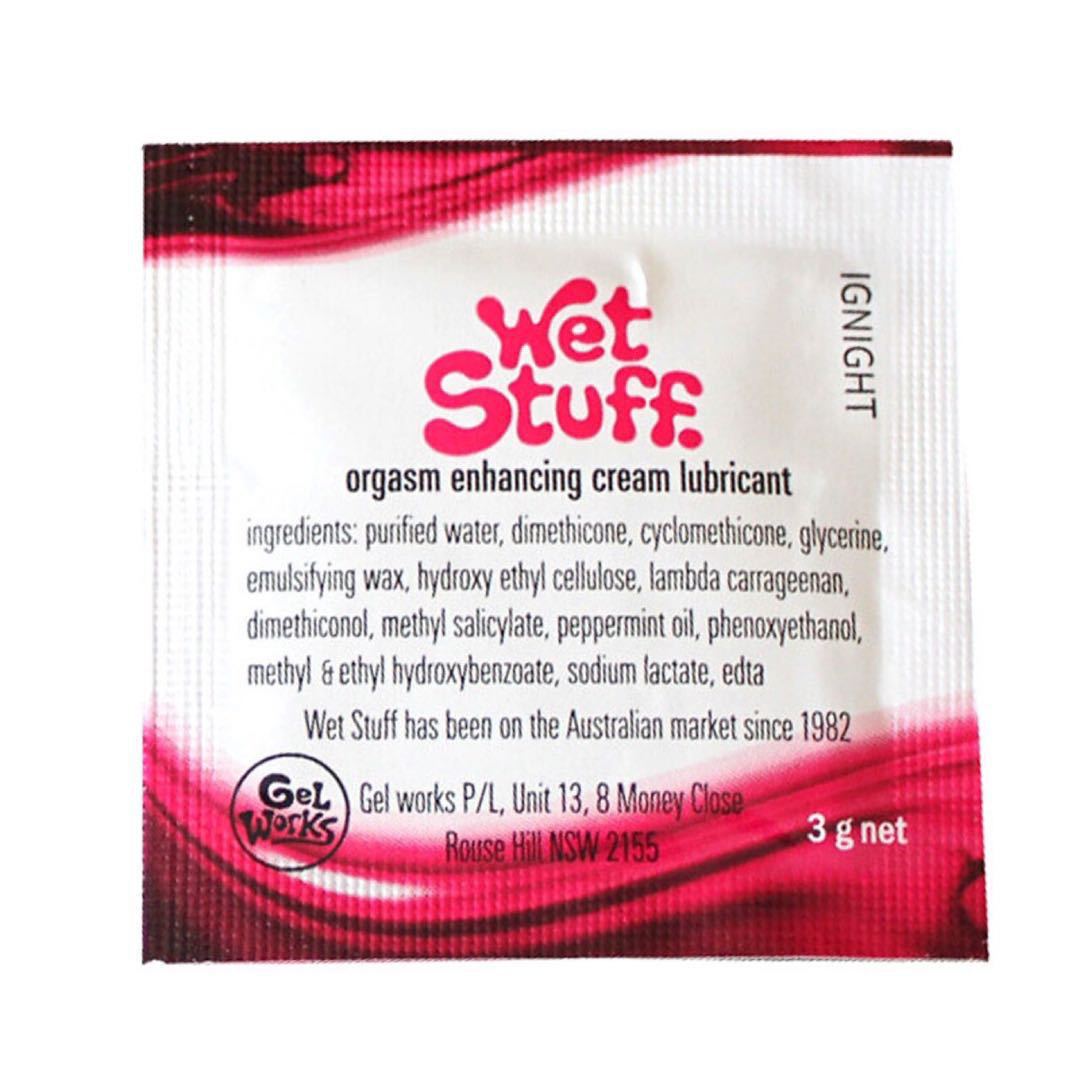 Wet
Stuff.
IGNIGHT
orgasm enhancing cream lubricant
ingredients: purified water, dimethicone, cyclomethicone, glycerine,
emulsifying wax, hydroxy ethyl cellulose, lambda carrageenan,
dimethiconol, methyl salicylate, peppermint oil, phenoxyethanol,
methyl & ethyl hydroxybenzoate, sodium lactate, edta
Wet Stuff has been on the Australian market since 1982
GeL
Works
Gel works P/L, Unit 13, 8 Money Close
Rouse Hill NSW 2155
3 g net